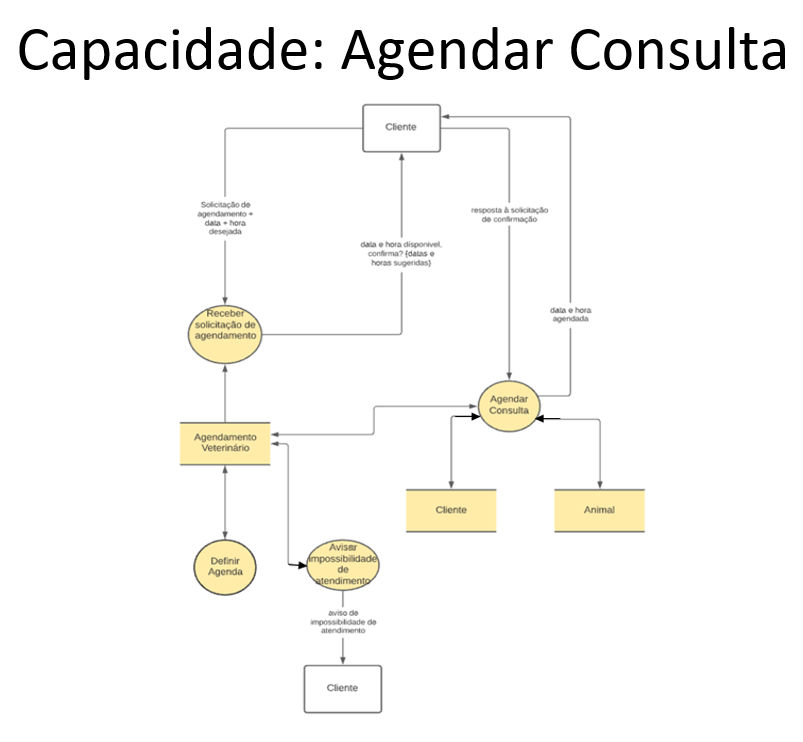 Capacidade: Agendar Consulta
Cliente
Solicitação de
agendamento +
data + hora
desejada
resposta à solicitação
de confirmação
data e hora disponivel,
confirma? {datas e
horas sugeridas}
data e hora
agendada
Receber
solicitação de
agendamento
Agendar
Consulta
Agendamento
Veterinário
Cliente
Animal
Definir
Agenda
Avisar
impossibilidade
de
atendimento
aviso de
impossibilidade de
atendimento
Cliente